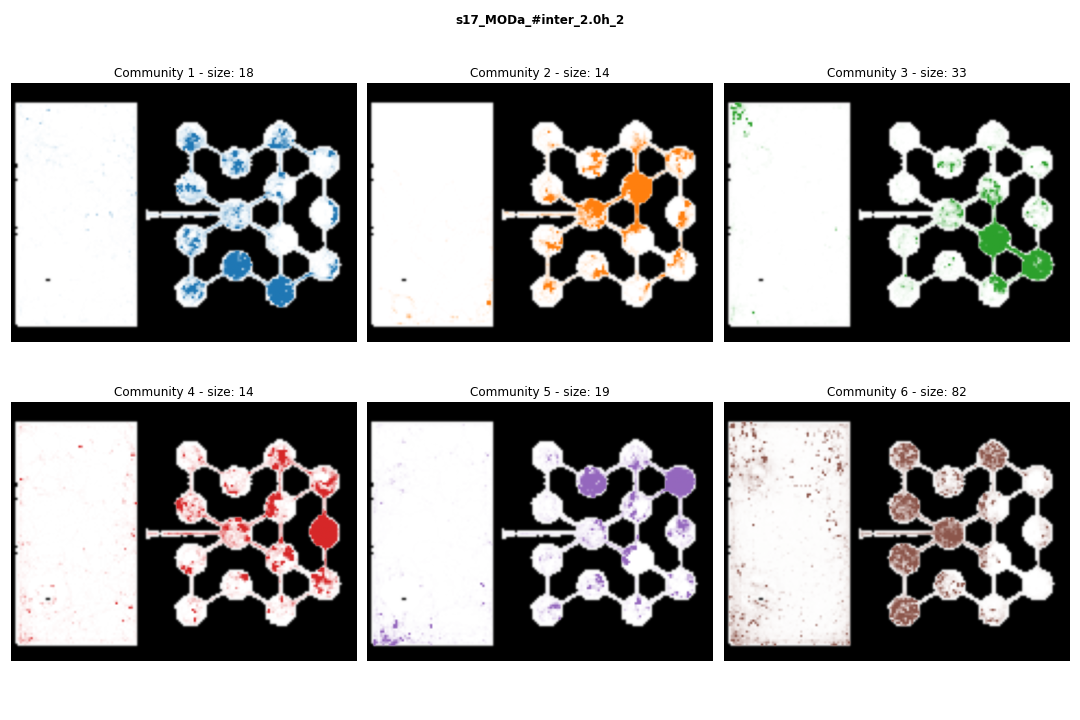 s17_MODa_#inter_2.0h_2
Community 1 - size: 18
Community 2 - size: 14
Community 3 - size: 33
Community 4 - size: 14
Community 5 - size: 19
Community 6 - size: 82